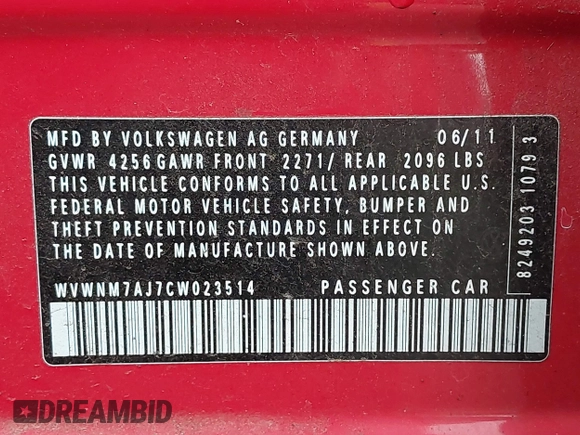 MFD BY VOLKSWAGEN AG GERMANY 06/11
GVWR 4256 GAWR FRONT 2271/ REAR 2096 LBS
THIS VEHICLE CONFORMS TO ALL APPLICABLE U.S.
FEDERAL MOTOR VEHICLE SAFETY, BUMPER AND
THEFT PREVENTION STANDARDS IN EFFECT ON
THE DATE OF MANUFACTURE SHOWN ABOVE.
WVWNM7AJ7CW023514 PASSENGER CAR
8249203 1079 3
DREAMBID